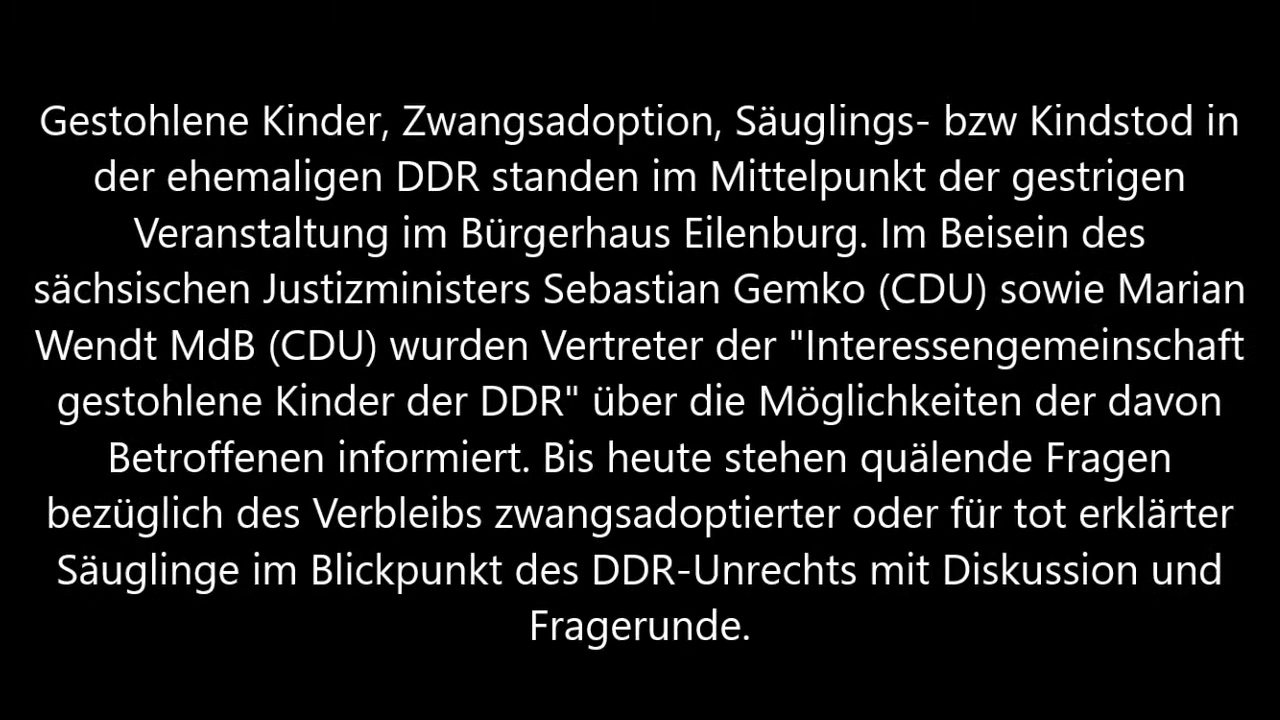 Gestohlene Kinder, Zwangsadoption, Säuglings- bzw Kindstod in
der ehemaligen DDR standen im Mittelpunkt der gestrigen
Veranstaltung im Bürgerhaus Eilenburg. Im Beisein des
sächsischen Justizministers Sebastian Gemko (CDU) sowie Marian
Wendt MdB (CDU) wurden Vertreter der "Interessengemeinschaft
gestohlene Kinder der DDR" über die Möglichkeiten der davon
Betroffenen informiert. Bis heute stehen quälende Fragen
bezüglich des Verbleibs zwangsadoptierter oder für tot erklärter
Säuglinge im Blickpunkt des DDR-Unrechts mit Diskussion und
Fragerunde.